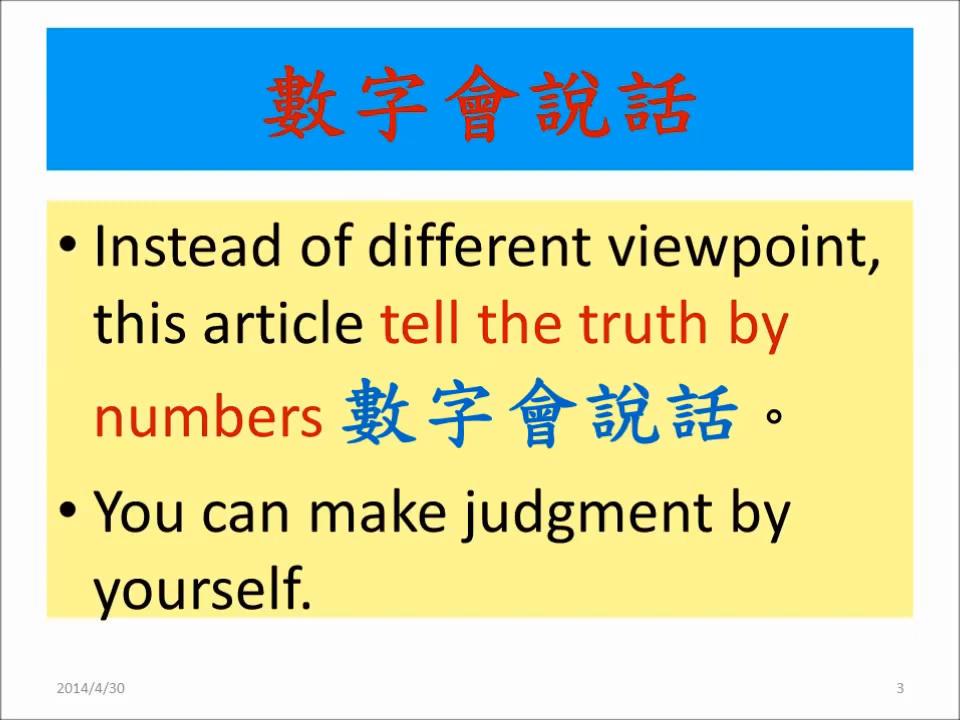 數字會說話
• Instead of different viewpoint,
this article tell the truth by
numbers 數字會說話。
• You can make judgment by
yourself.
2014/4/30
3